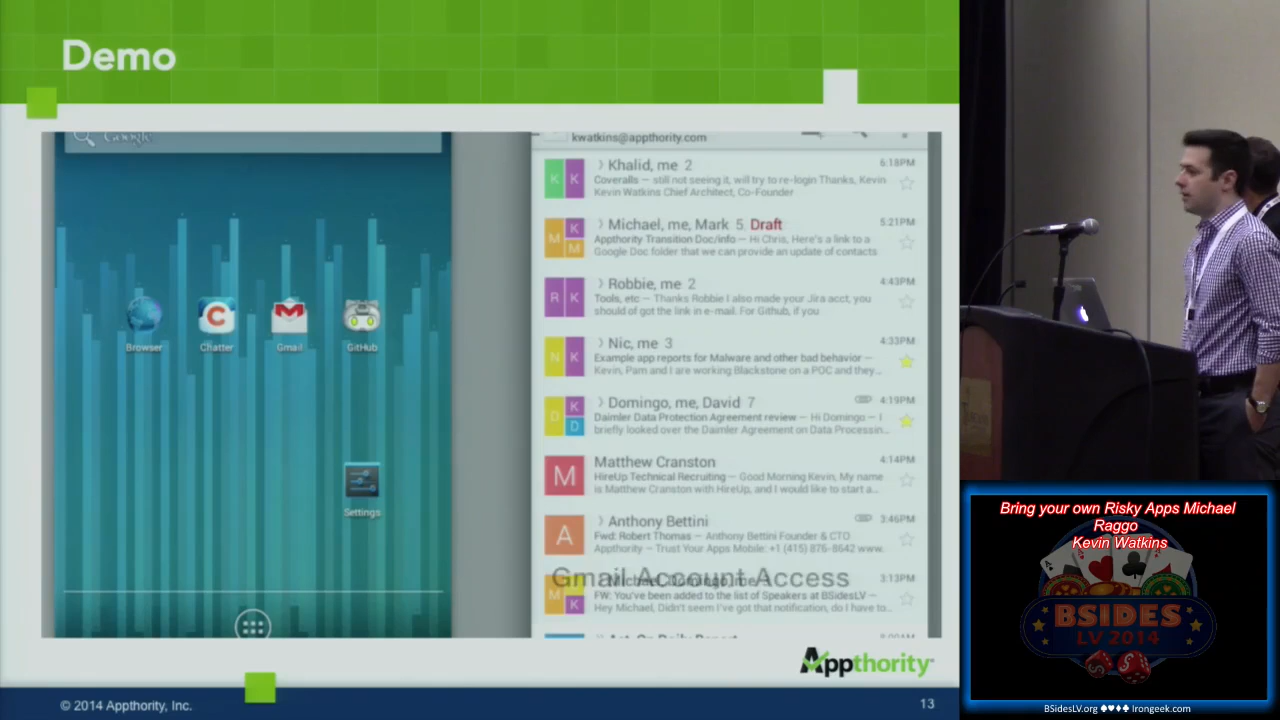 Demo
Google
Browser
Chatter
Gmail
GitHub
Settings
kwatkins@appthority.com
Khalid, me 2
6:18PM
Coveralls — still not seeing it, will try to re-login Thanks, Kevin
Kevin Watkins Chief Architect, Co-Founder
Michael, me, Mark 5, Draft
5:21PM
Appthority Transition Doc/info — Hi Chris, Here's a link to a
Google Doc folder that we can provide an update of contacts
Robbie, me 2
4:43PM
Tools, etc — Thanks Robbie I also made your Jira acct, you
should of got the link in e-mail. For Github, if you
Nic, me 3
4:33PM
Example app reports for Malware and other bad behavior —
Kevin, Pam and I are working Blackstone on a POC and they...
Domingo, me, David 7
4:19PM
Daimler Data Protection Agreement review — Hi Domingo — I
briefly looked over the Daimler Agreement on Data Processin...
Matthew Cranston
4:14PM
HireUp Technical Recruiting — Good Morning Kevin, My name
is Matthew Cranston with HireUp, and I would like to start a...
Anthony Bettini
3:46PM
Fwd: Robert Thomas — Anthony Bettini Founder & CTO
Appthority — Trust Your Apps Mobile: +1 (415) 876-8642 www.
Michael, Domingo, me
3:13PM
Gmail Account Access
FW: You've been added to the list of Speakers at BSidesLV —
Hey Michael, Didn't seem I've got that notification, do I have to...
K K
M K M
R K
N K
D K D
M
A
M K
Appthority
© 2014 Appthority, Inc.
13
Bring your own Risky Apps Michael
Raggo
Kevin Watkins
BSIDES
LV 2014
BSidesLV.org ♠♥♦♣ Irongeek.com